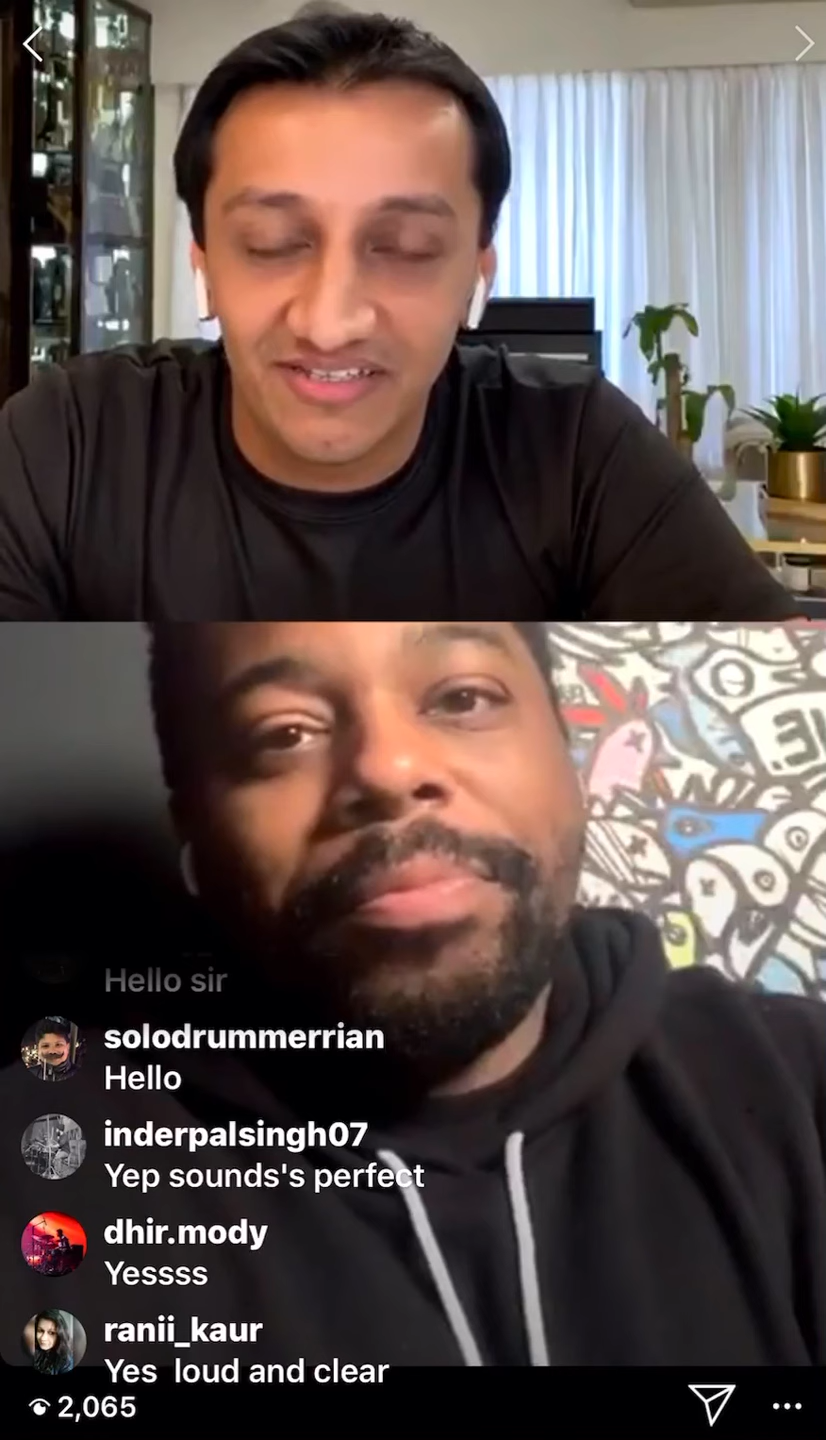 Hello sir
solodrummerrian
Hello
inderpalsingh07
Yep sounds's perfect
dhir.mody
Yessss
ranii_kaur
Yes loud and clear
2,065